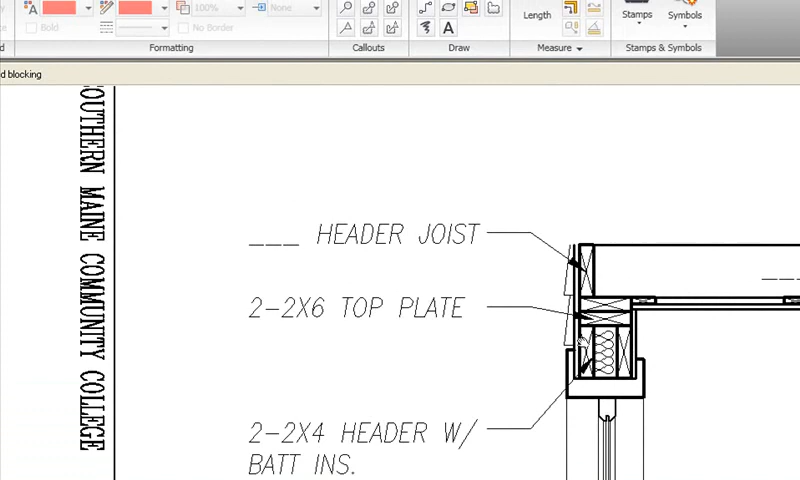 100%
None
Length
Stamps
Symbols
Bold
No Border
Formatting
Callouts
Draw
Measure
Stamps & Symbols
d blocking
OUTHERN MAINE COMMUNITY COLLEGE
___ HEADER JOIST
2-2X6 TOP PLATE
2-2X4 HEADER W/
BATT INS.